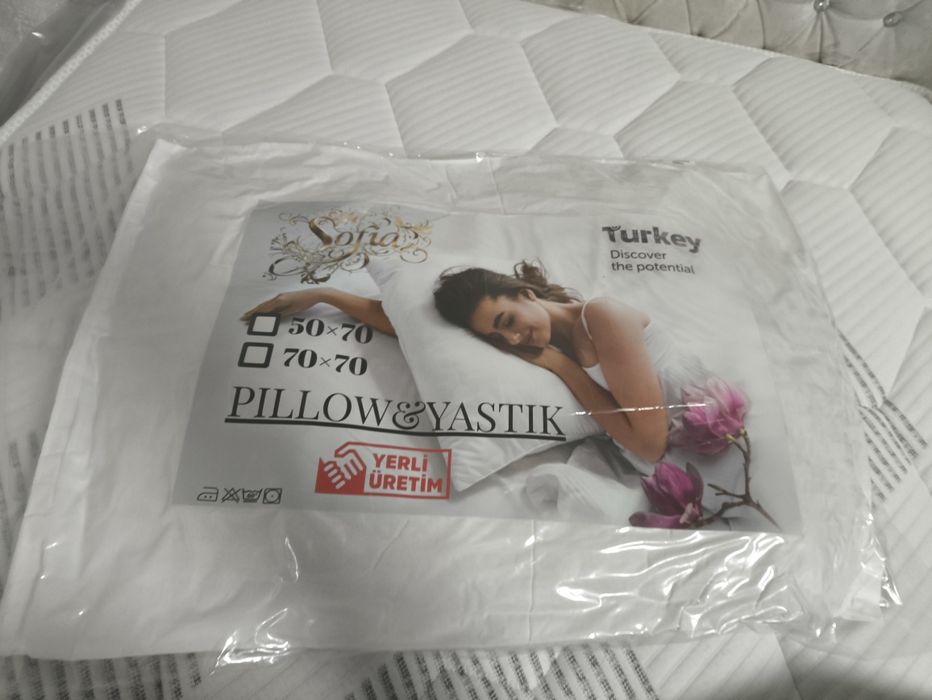 Sofia
Turkey
Discover
the potential
50×70
70×70
PILLOW&YASTIK
YERLİ
ÜRETİM